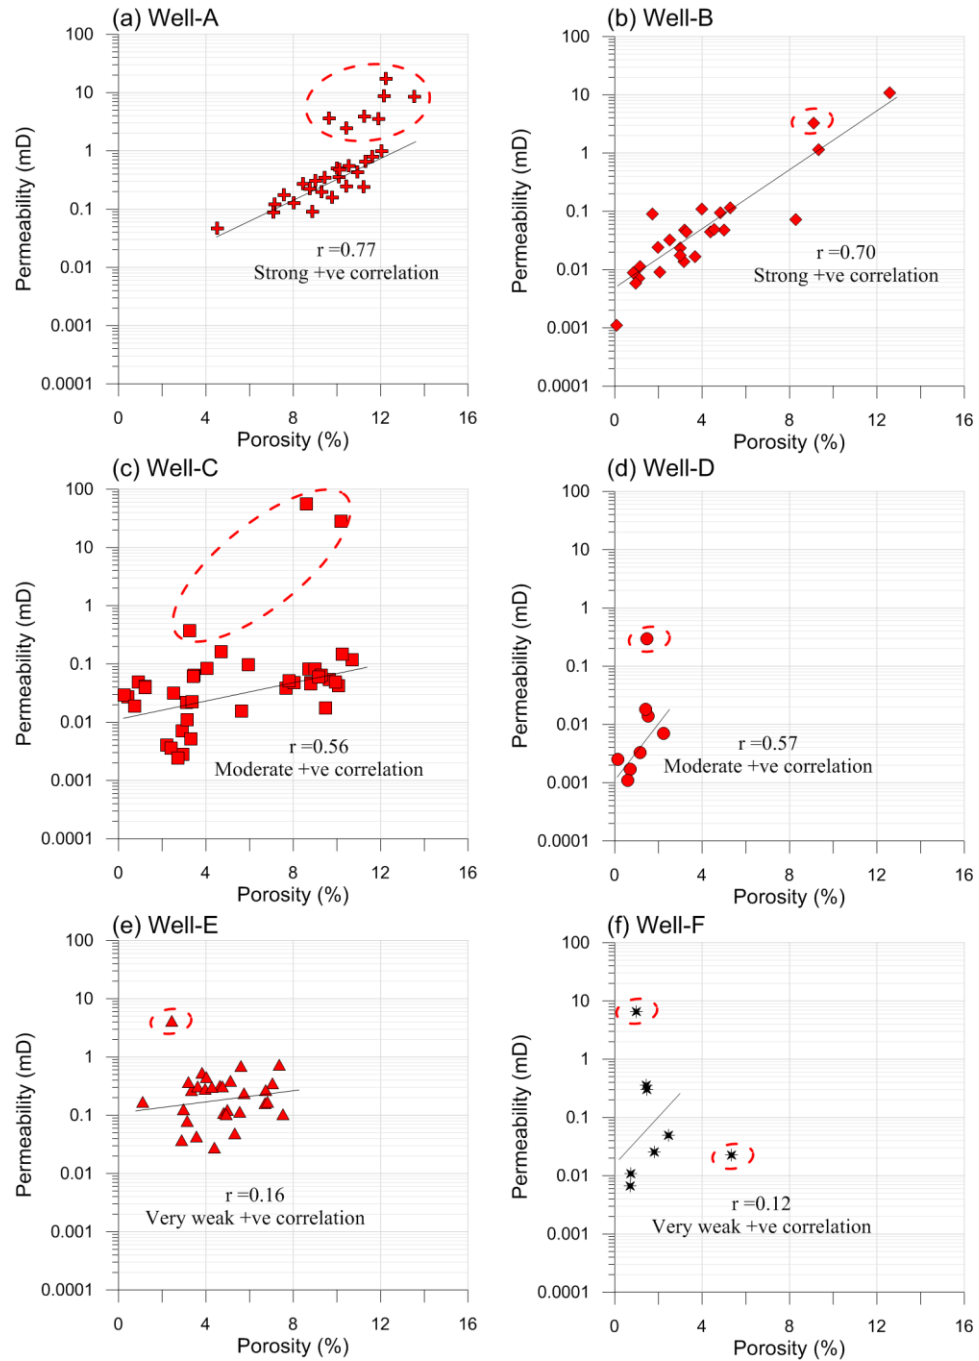 (a) Well-A
100
10
1
0.1
0.01
0.001
0.0001
Permeability (mD)
r =0.77
Strong +ve correlation
0 4 8 12 16
Porosity (%)
(b) Well-B
100
10
1
0.1
0.01
0.001
0.0001
Permeability (mD)
r =0.70
Strong +ve correlation
0 4 8 12 16
Porosity (%)
(c) Well-C
100
10
1
0.1
0.01
0.001
0.0001
Permeability (mD)
r =0.56
Moderate +ve correlation
0 4 8 12 16
Porosity (%)
(d) Well-D
100
10
1
0.1
0.01
0.001
0.0001
Permeability (mD)
r =0.57
Moderate +ve correlation
0 4 8 12 16
Porosity (%)
(e) Well-E
100
10
1
0.1
0.01
0.001
0.0001
Permeability (mD)
r =0.16
Very weak +ve correlation
0 4 8 12 16
Porosity (%)
(f) Well-F
100
10
1
0.1
0.01
0.001
0.0001
Permeability (mD)
r =0.12
Very weak +ve correlation
0 4 8 12 16
Porosity (%)